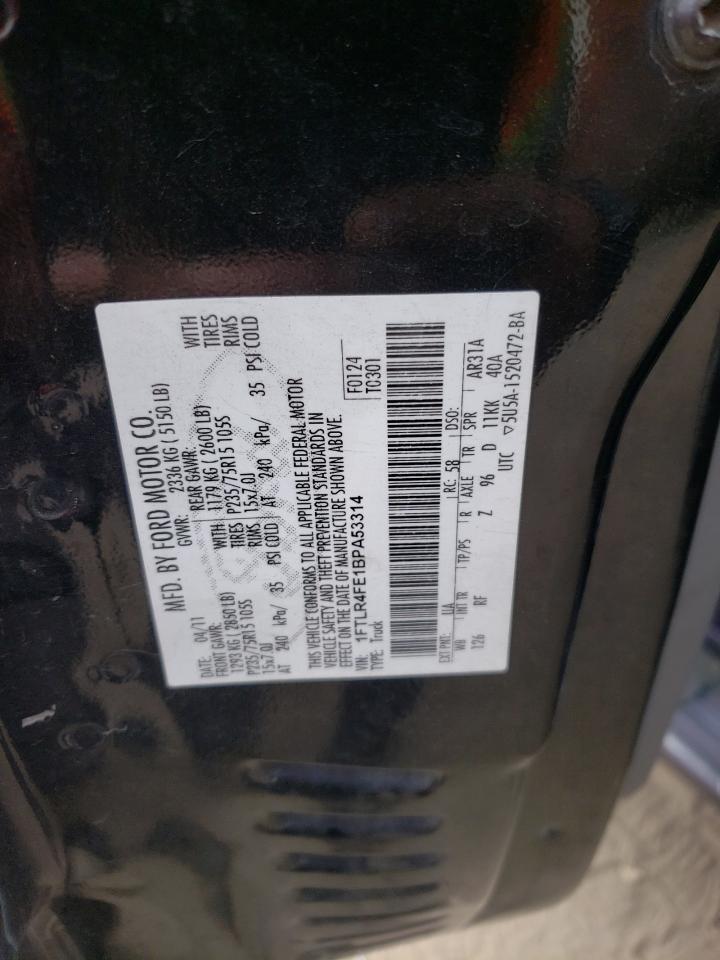 MFD. BY FORD MOTOR CO.
DATE: 04/11 GVWR: 2336 KG ( 5150 LB)
FRONT GAWR: REAR GAWR:
1293 KG ( 2850 LB) WITH 1179 KG ( 2600 LB) WITH
P235/75R15 105S TIRES P235/75R15 105S TIRES
15x7.0J RIMS 15x7.0J RIMS
AT 240 kPa/ 35 PSI COLD AT 240 kPa/ 35 PSI COLD
THIS VEHICLE CONFORMS TO ALL APPLICABLE FEDERAL MOTOR
VEHICLE SAFETY AND THEFT PREVENTION STANDARDS IN
EFFECT ON THE DATE OF MANUFACTURE SHOWN ABOVE.
VIN: 1FTLR4FE1BPA53314 F0124
TYPE: Truck T0301
EXT PNT: UA RC: 58 DSO:
WB INT TR TP/PS R AXLE TR SPR AR31A
126 RF Z 96 D 11KK 40A
UTC ▽5U5A-1520472-BA